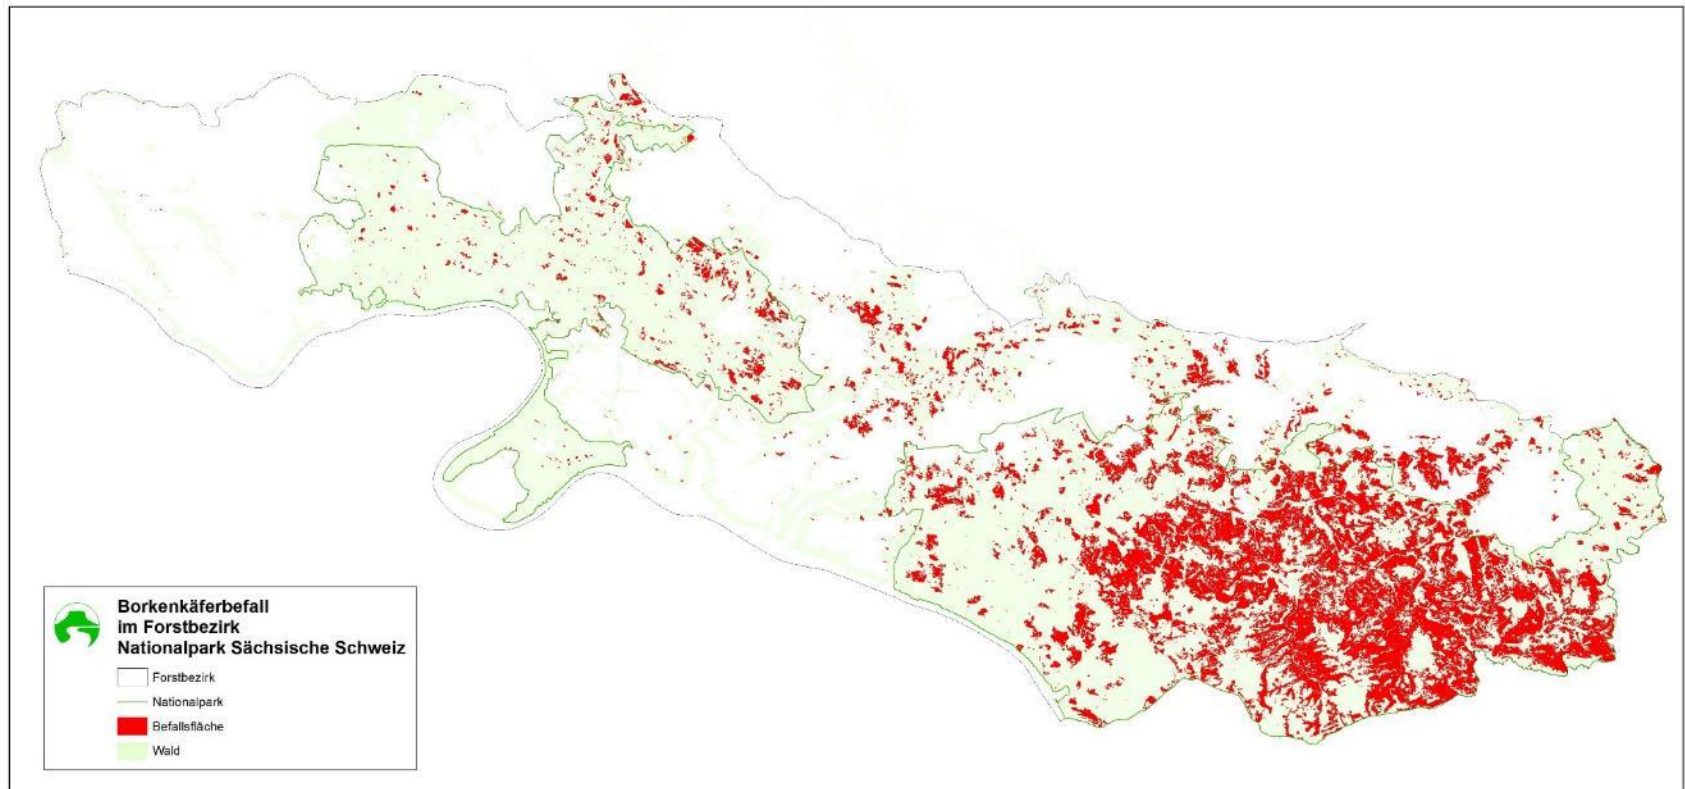 Borkenkäferbefall
im Forstbezirk
Nationalpark Sächsische Schweiz
Forstbezirk
Nationalpark
Befallsfläche
Wald